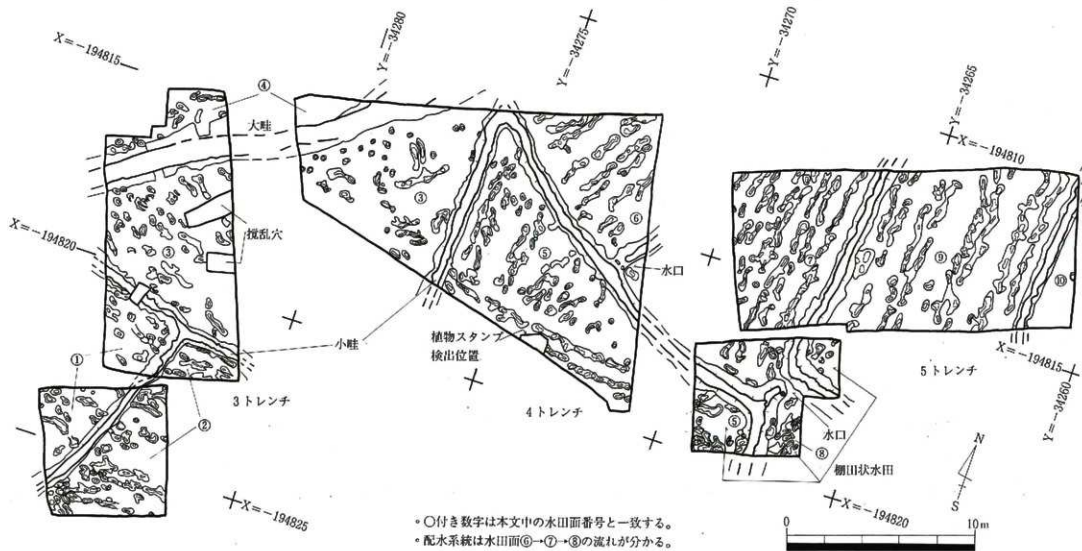 X=-194815
Y=-34280
Y=-34275
Y=-34270
Y=-34265
X=-194810
④
大畦
③
⑥
③
⑤
⑦
⑨
⑩
X=-194820
攪乱穴
水口
植物スタンプ
検出位置
小畦
①
②
3トレンチ
4トレンチ
5トレンチ
X=-194815
Y=-34260
⑤
⑧
水口
棚田状水田
X=-194825
X=-194820
N
S
○付き数字は本文中の水田面番号と一致する。
配水系統は水田面⑥→⑦→⑧の流れが分かる。
0 10m